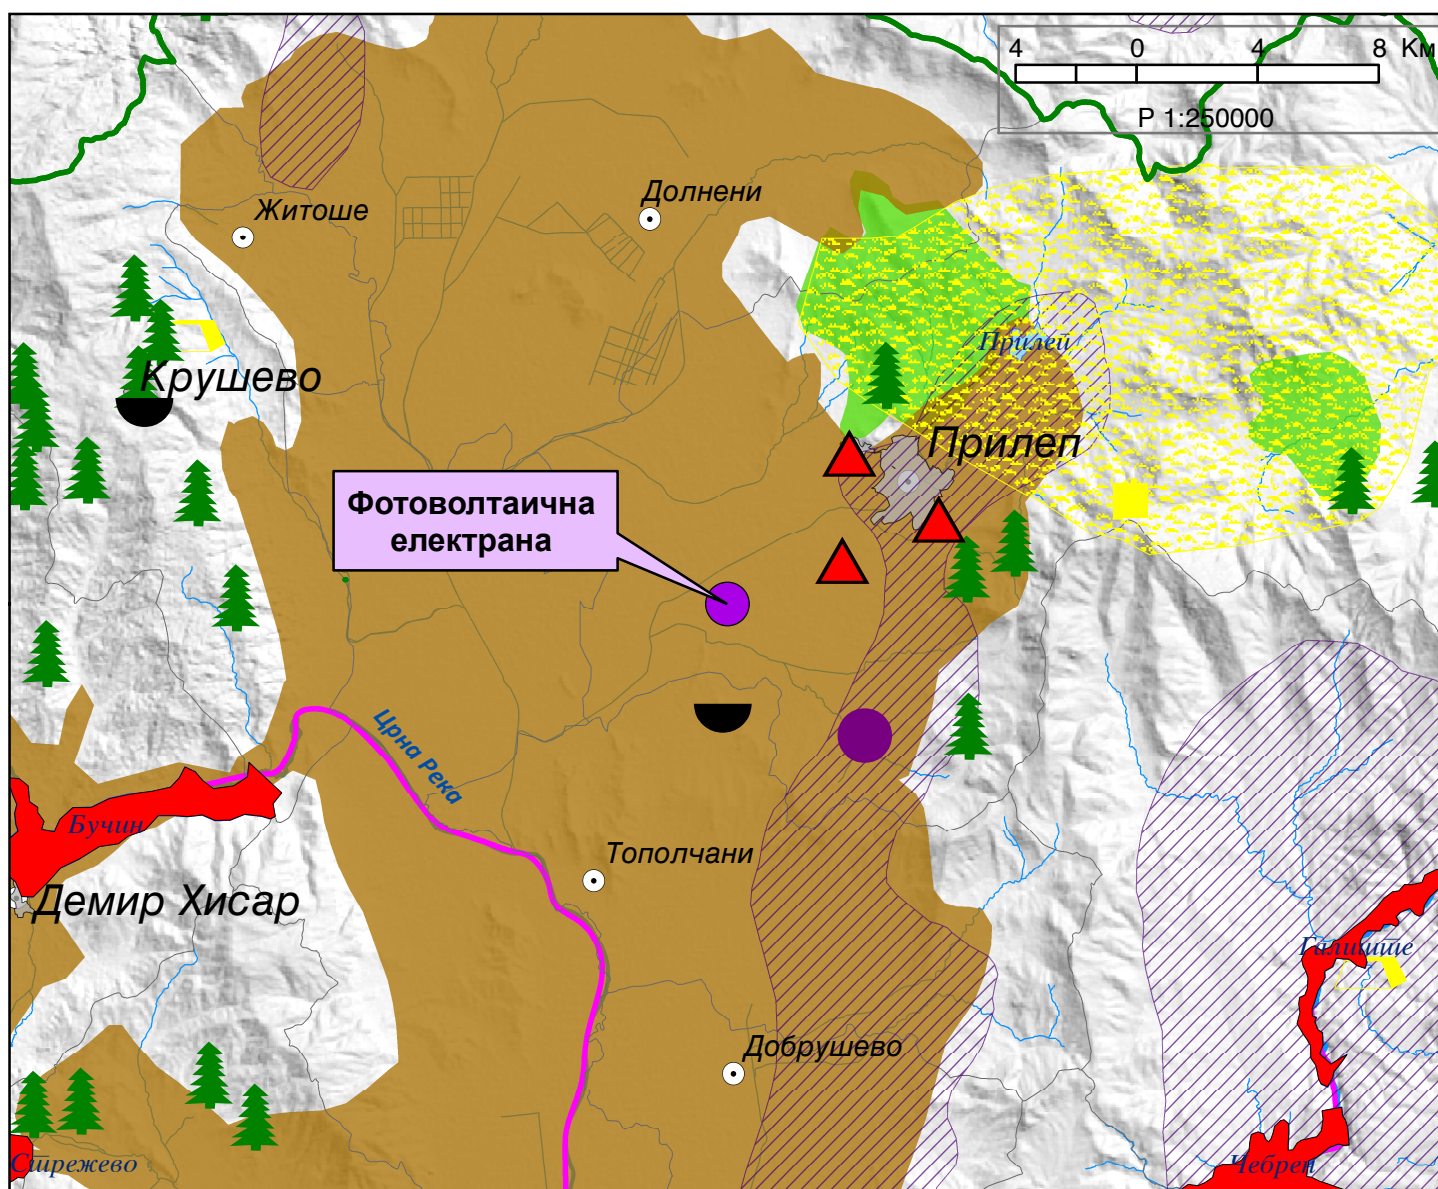 4 0 4 8 Км
Р 1:250000
Долнени
Житоше
Прилеп
Крушево
Прилеп
Фотоволтаична
електрана
Црна Река
Бучин
Тополчани
Демир Хисар
Галиште
Добрушево
Стрежево
Чебрен